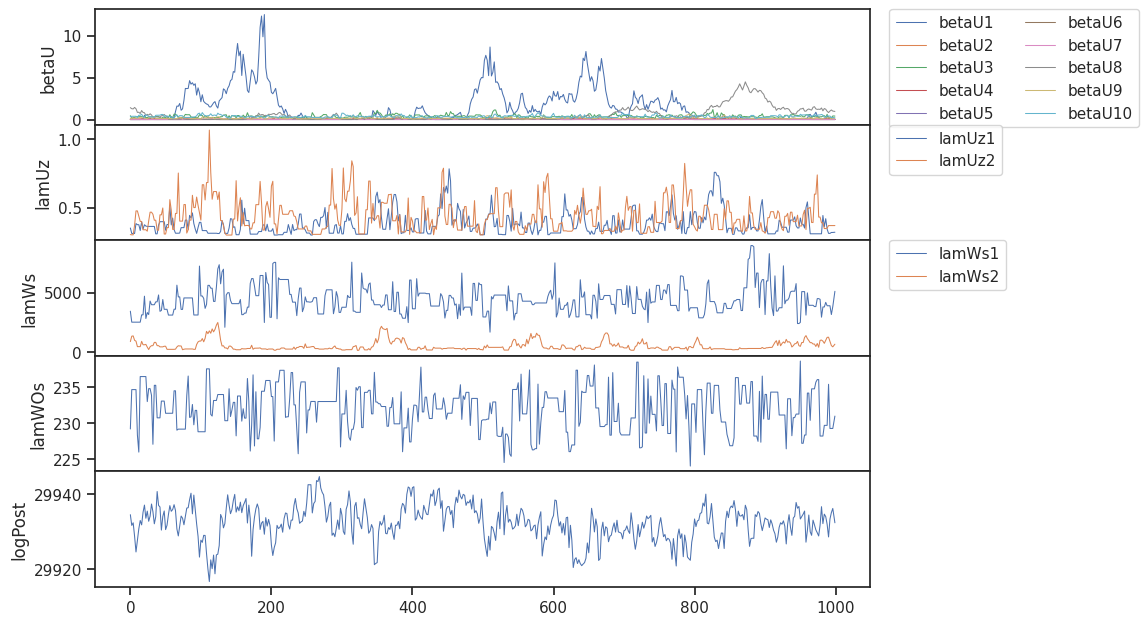 betaU
10
5
0
betaU1 betaU6
betaU2 betaU7
betaU3 betaU8
betaU4 betaU9
betaU5 betaU10
lamUz
1.0
0.5
lamUz1
lamUz2
lamWs
5000
0
lamWs1
lamWs2
lamWOs
235
230
225
logPost
29940
29920
0 200 400 600 800 1000